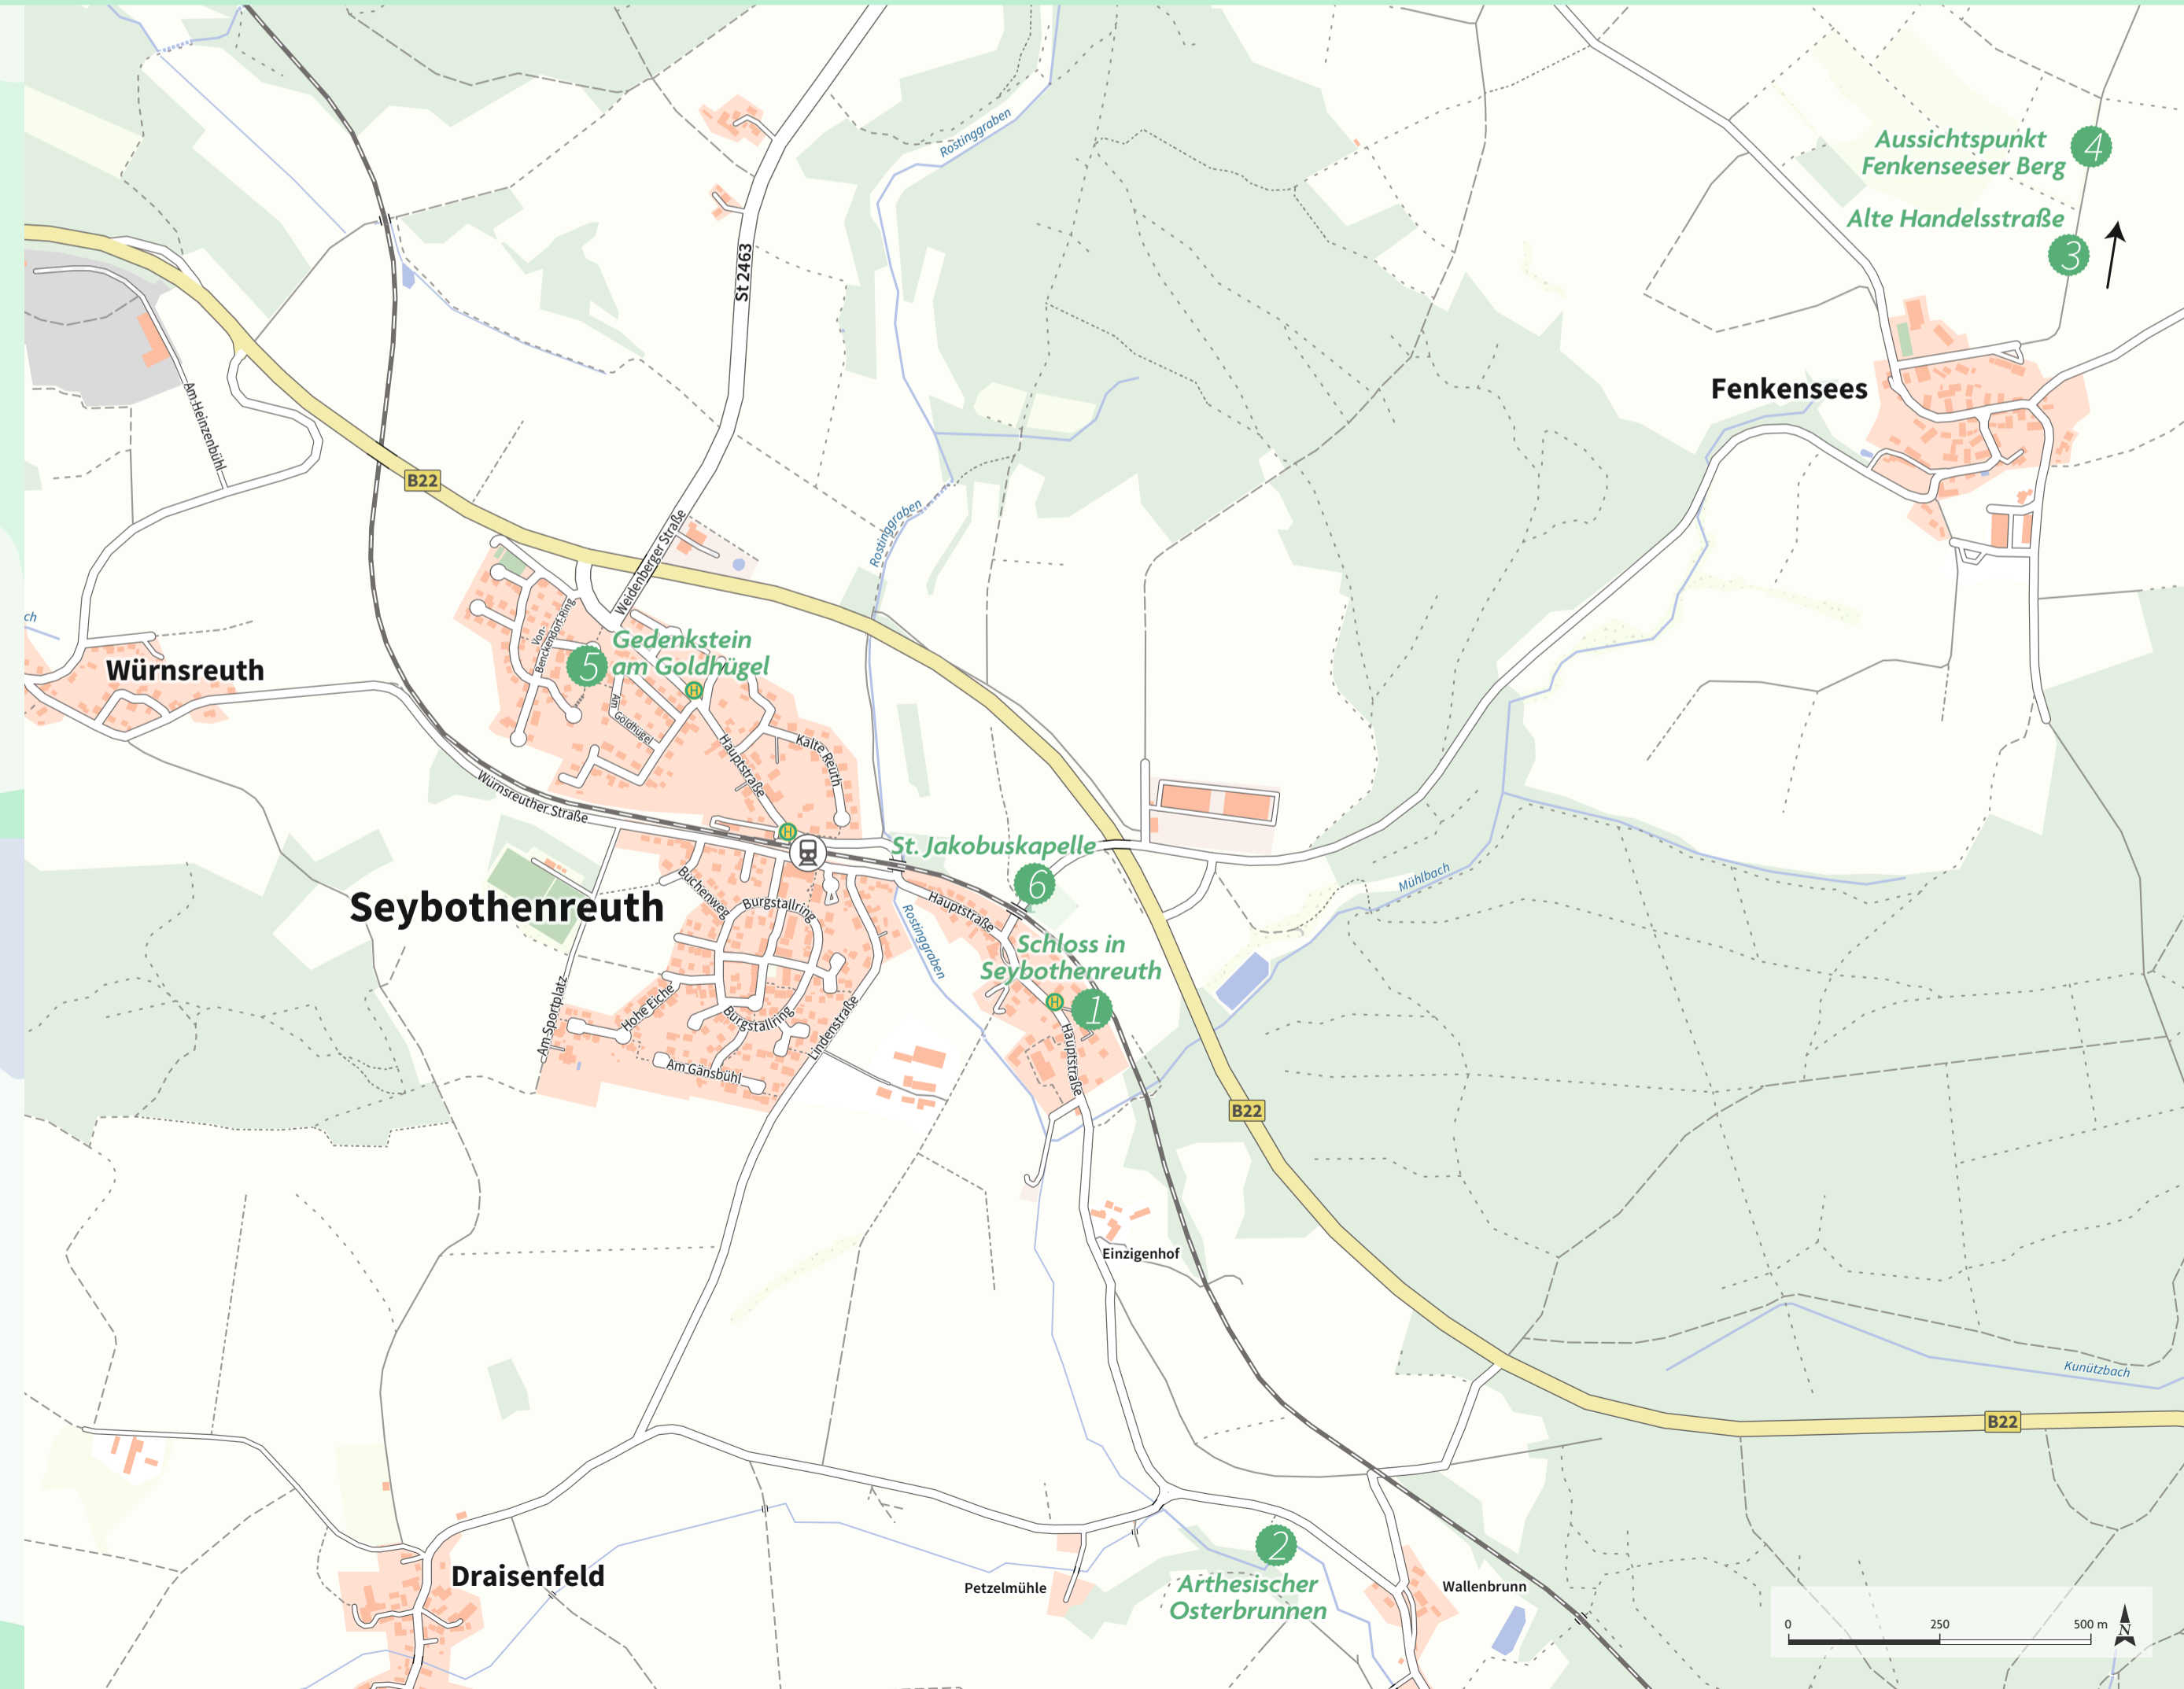 Rostinggraben
Aussichtspunkt
Fenkenseeser Berg
4
Alte Handelsstraße
3
St 2463
Fenkensees
Am Heinzenbühl
B22
Rostinggraben
Weidenberger Straße
ch
Würnsreuth
Von-
Benckendorf-Ring
5
Gedenkstein
am Goldhügel
H
Am
Goldhügel
Hauptstraße
Kalte Reuth
Würnsreuther Straße
H
St. Jakobuskapelle
6
Mühlbach
Seybothenreuth
Buchenweg
Burgstallring
Hauptstraße
Rostinggraben
Schloss in
Seybothenreuth
H
1
Am Sportplatz
Hohe Eiche
Burgstallring
Lindenstraße
Hauptstraße
Am Gänsbühl
B22
Einzigenhof
Kunützbach
B22
2
Draisenfeld
Petzelmühle
Arthesischer
Osterbrunnen
Wallenbrunn
0 250 500 m
N